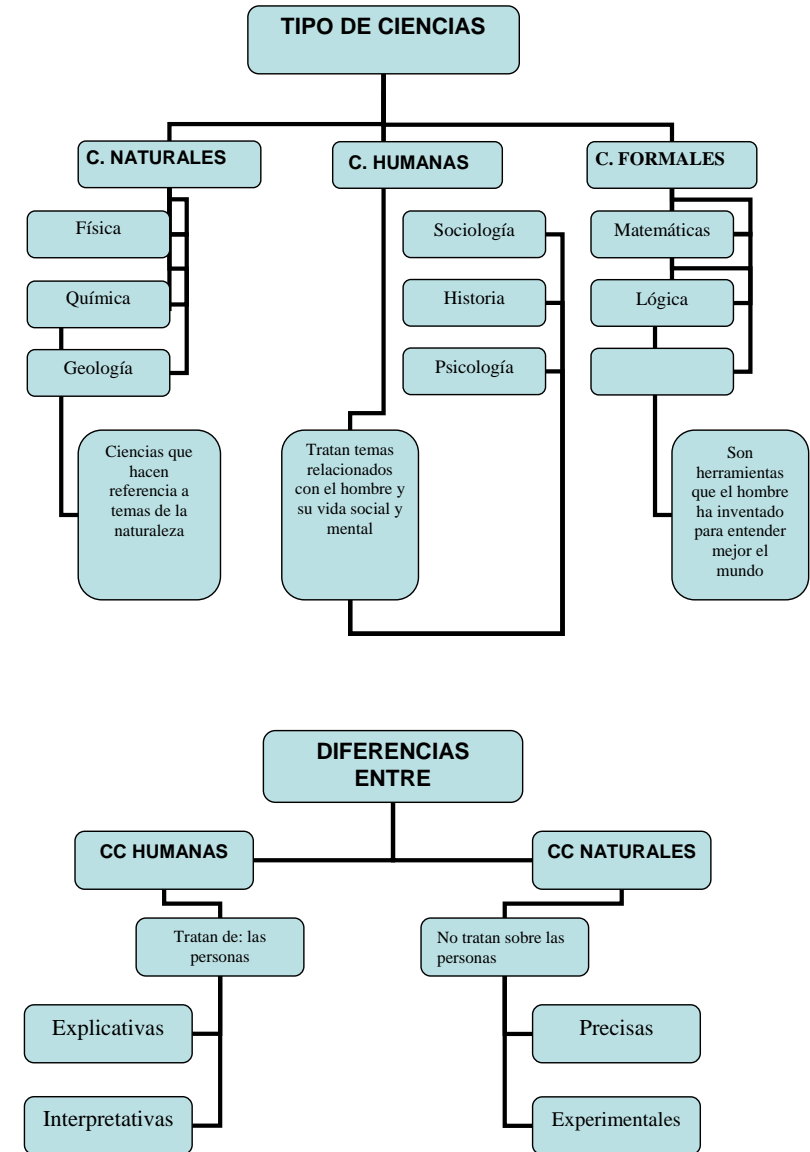 TIPO DE CIENCIAS
C. NATURALES
C. HUMANAS
C. FORMALES
Física
Sociología
Matemáticas
Química
Historia
Lógica
Geología
Psicología
Ciencias que
hacen
referencia a
temas de la
naturaleza
Tratan temas
relacionados
con el hombre y
su vida social y
mental
Son
herramientas
que el hombre
ha inventado
para entender
mejor el
mundo
DIFERENCIAS
ENTRE
CC HUMANAS
CC NATURALES
Tratan de: las
personas
No tratan sobre las
personas
Explicativas
Precisas
Interpretativas
Experimentales